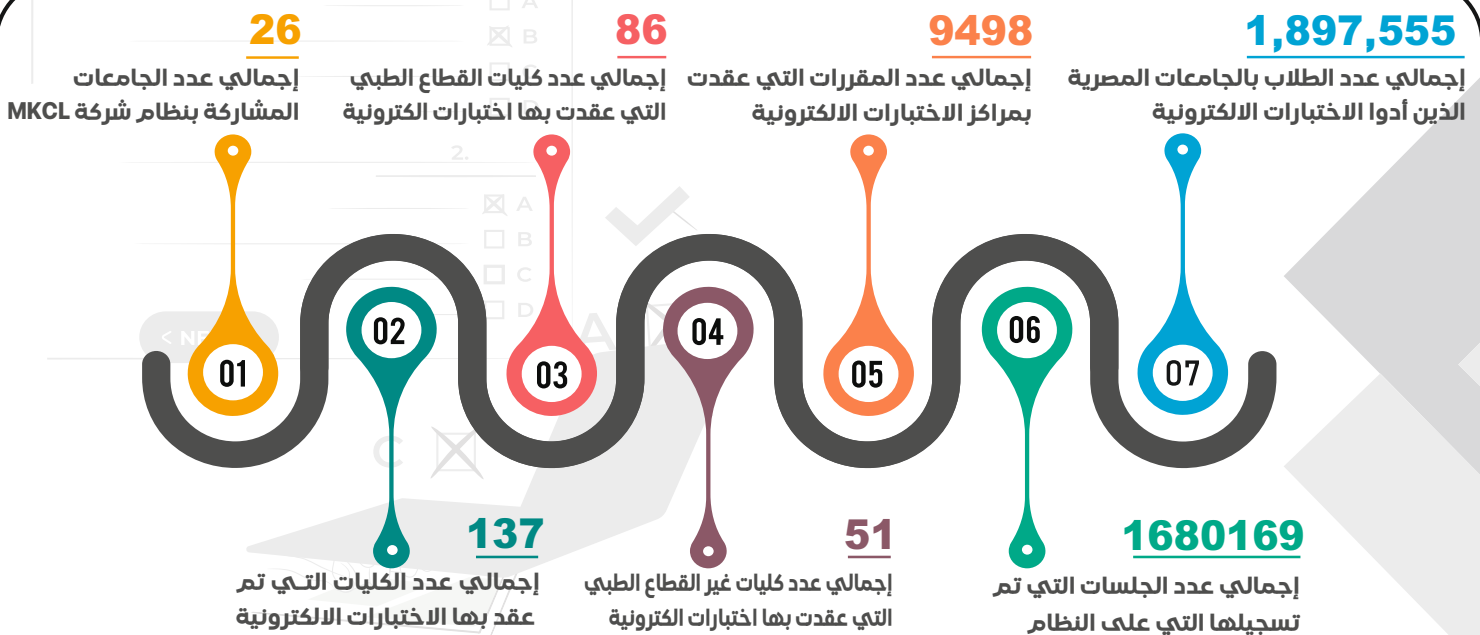 26
إجمالي عدد الجامعات
المشاركة بنظام شركة MKCL
86
إجمالي عدد كليات القطاع الطبي
التي عقدت بها اختبارات الكترونية
9498
إجمالي عدد المقررات التي عقدت
بمراكز الاختبارات الالكترونية
1,897,555
إجمالي عدد الطلاب بالجامعات المصرية
الذين أدوا الاختبارات الالكترونية
01
02
03
04
05
06
07
137
إجمالي عدد الكليات التي تم
عقد بها الاختبارات الالكترونية
51
إجمالي عدد كليات غير القطاع الطبي
التي عقدت بها اختبارات الكترونية
1680169
إجمالي عدد الجلسات التي تم
تسجيلها التي على النظام
A
B
C
D
2.
A
B
C
D
A
C